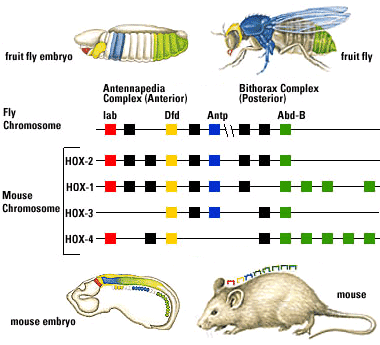 fruit fly embryo
fruit fly
Antennapedia
Complex (Anterior)
Bithorax Complex
(Posterior)
Fly
Chromosome
lab
Dfd
Antp
Abd-B
HOX-2
HOX-1
Mouse
Chromosome
HOX-3
HOX-4
mouse embryo
mouse